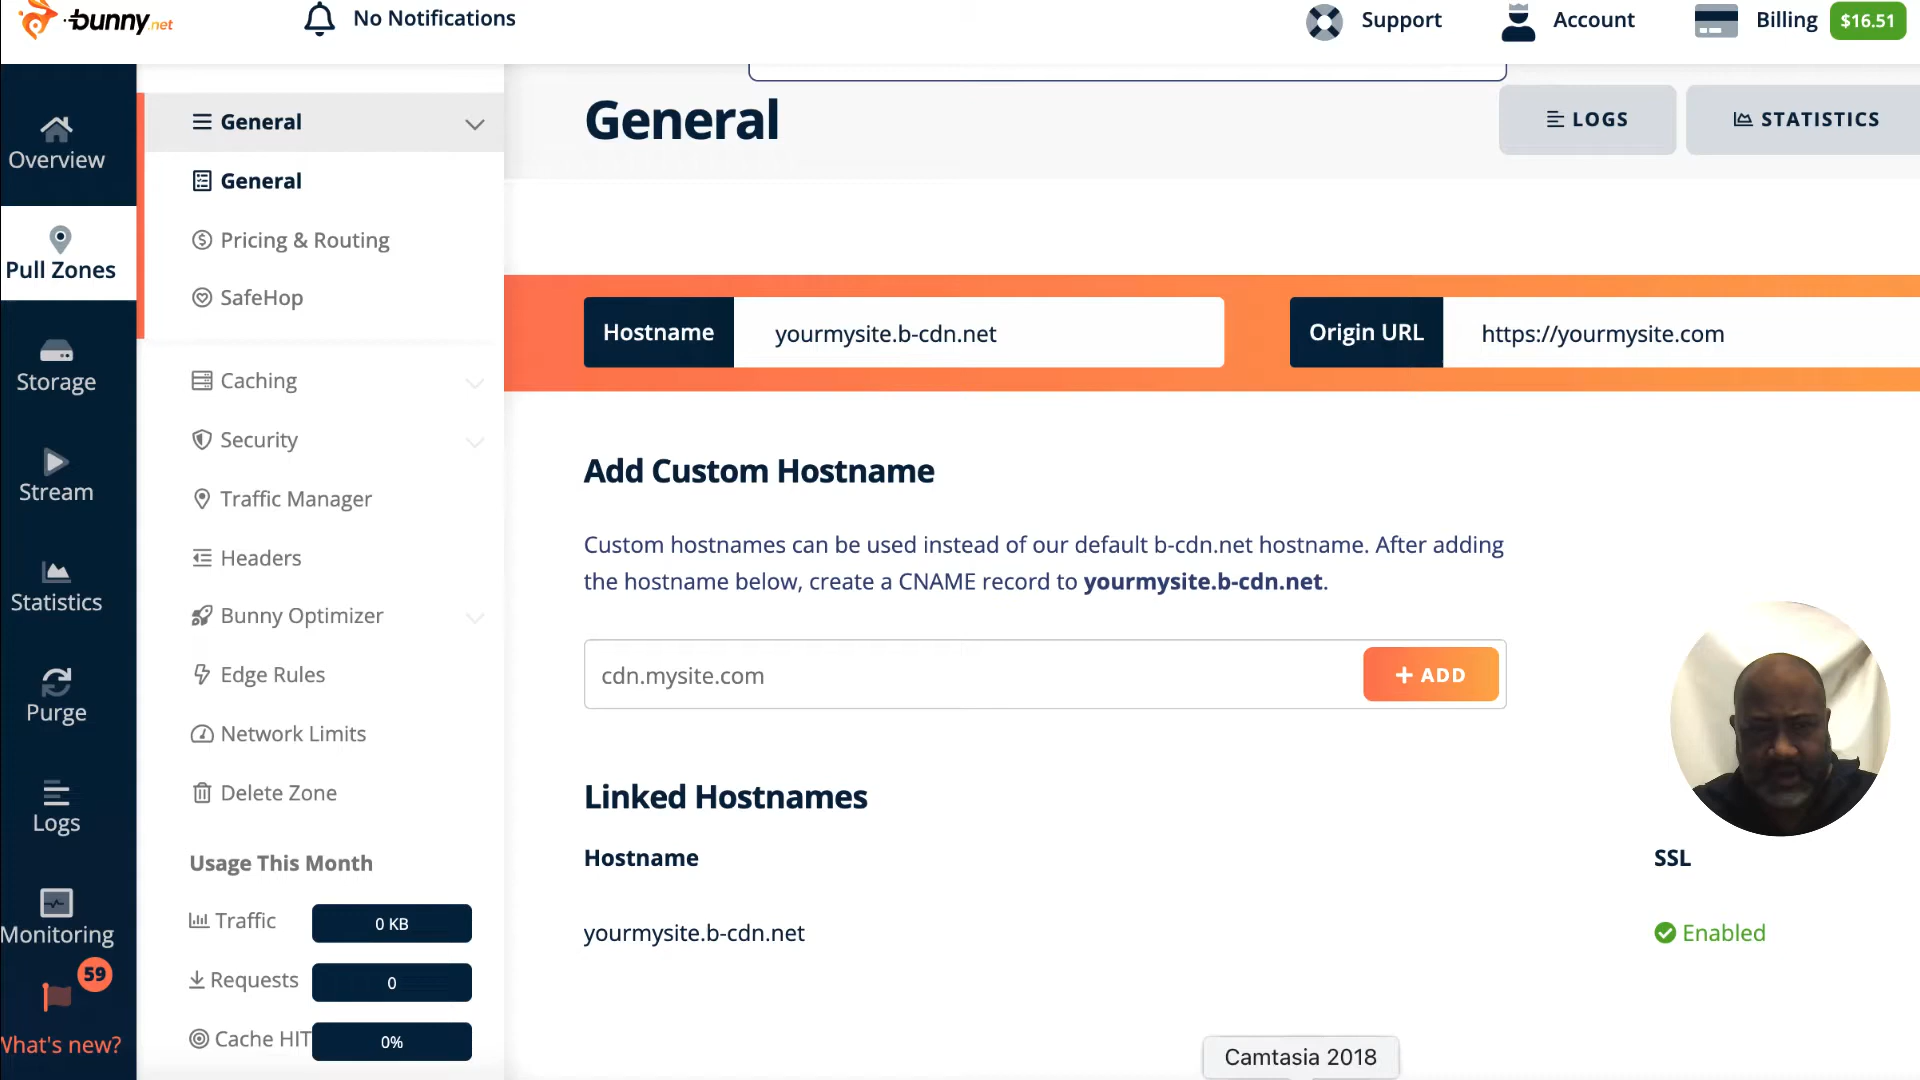 bunny.net
No Notifications
Support
Account
Billing
$16.51
Overview
Pull Zones
Storage
Stream
Statistics
Purge
Logs
Monitoring
59
What's new?
General
General
Pricing & Routing
SafeHop
Caching
Security
Traffic Manager
Headers
Bunny Optimizer
Edge Rules
Network Limits
Delete Zone
Usage This Month
Traffic 0 KB
Requests 0
Cache HIT 0%
General
LOGS
STATISTICS
Hostname yourmysite.b-cdn.net
Origin URL https://yourmysite.com
Add Custom Hostname
Custom hostnames can be used instead of our default b-cdn.net hostname. After adding
the hostname below, create a CNAME record to yourmysite.b-cdn.net.
cdn.mysite.com
+ ADD
Linked Hostnames
Hostname
SSL
yourmysite.b-cdn.net
Enabled
Camtasia 2018